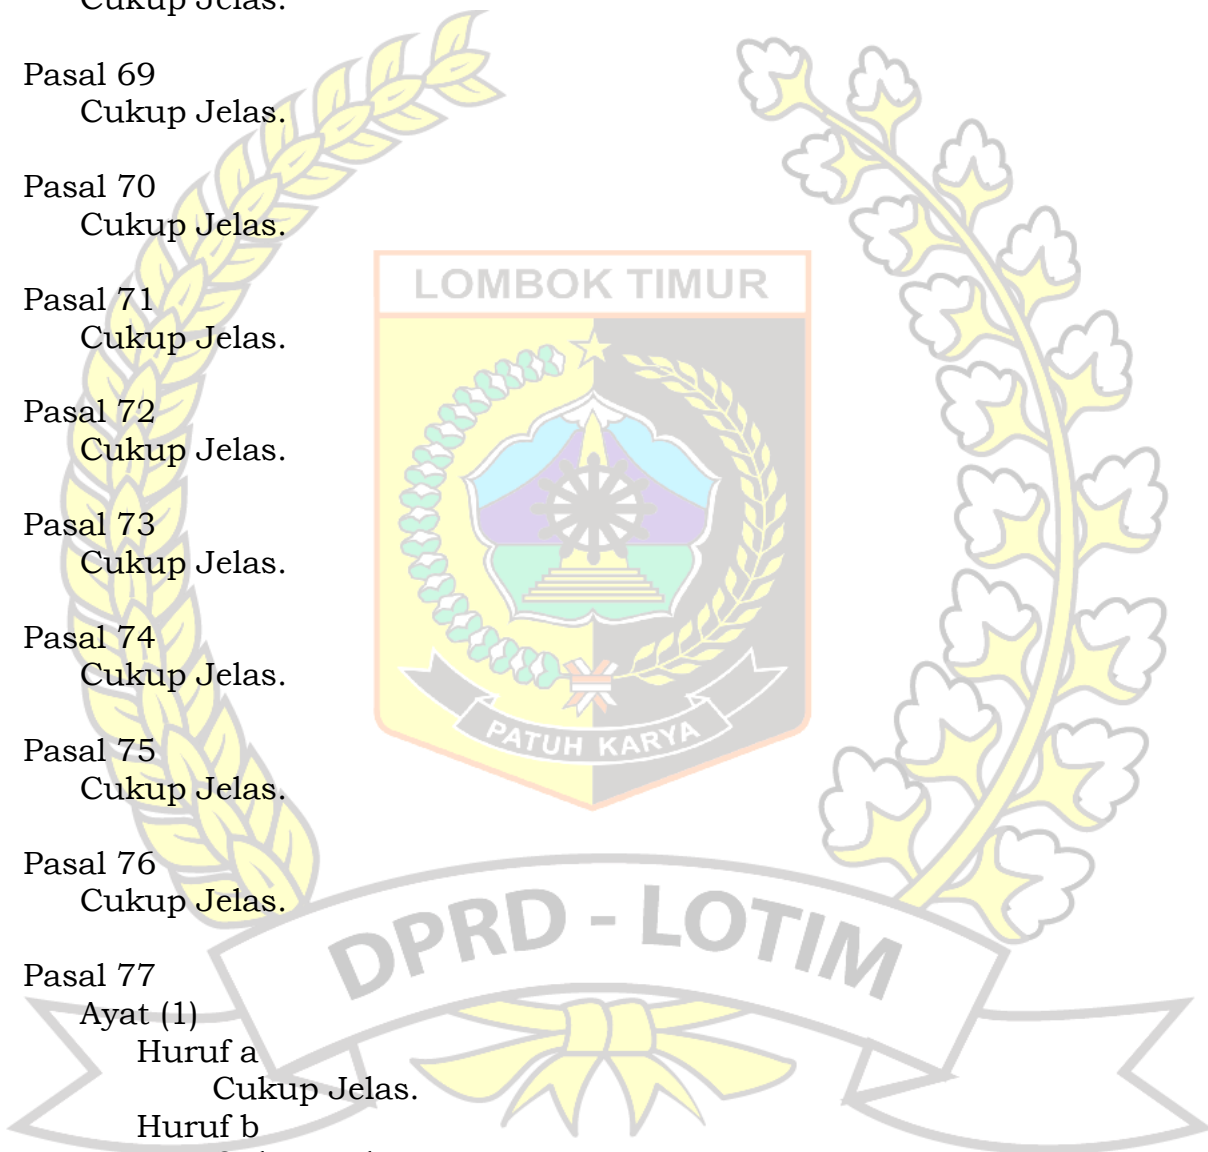 Cukup Jelas.
Pasal 69
Cukup Jelas.
Pasal 70
Cukup Jelas.
Pasal 71
Cukup Jelas.
Pasal 72
Cukup Jelas.
Pasal 73
Cukup Jelas.
Pasal 74
Cukup Jelas.
Pasal 75
Cukup Jelas.
Pasal 76
Cukup Jelas.
Pasal 77
Ayat (1)
Huruf a
Cukup Jelas.
Huruf b
LOMBOK TIMUR
PATUH KARYA
DPRD - LOTIM